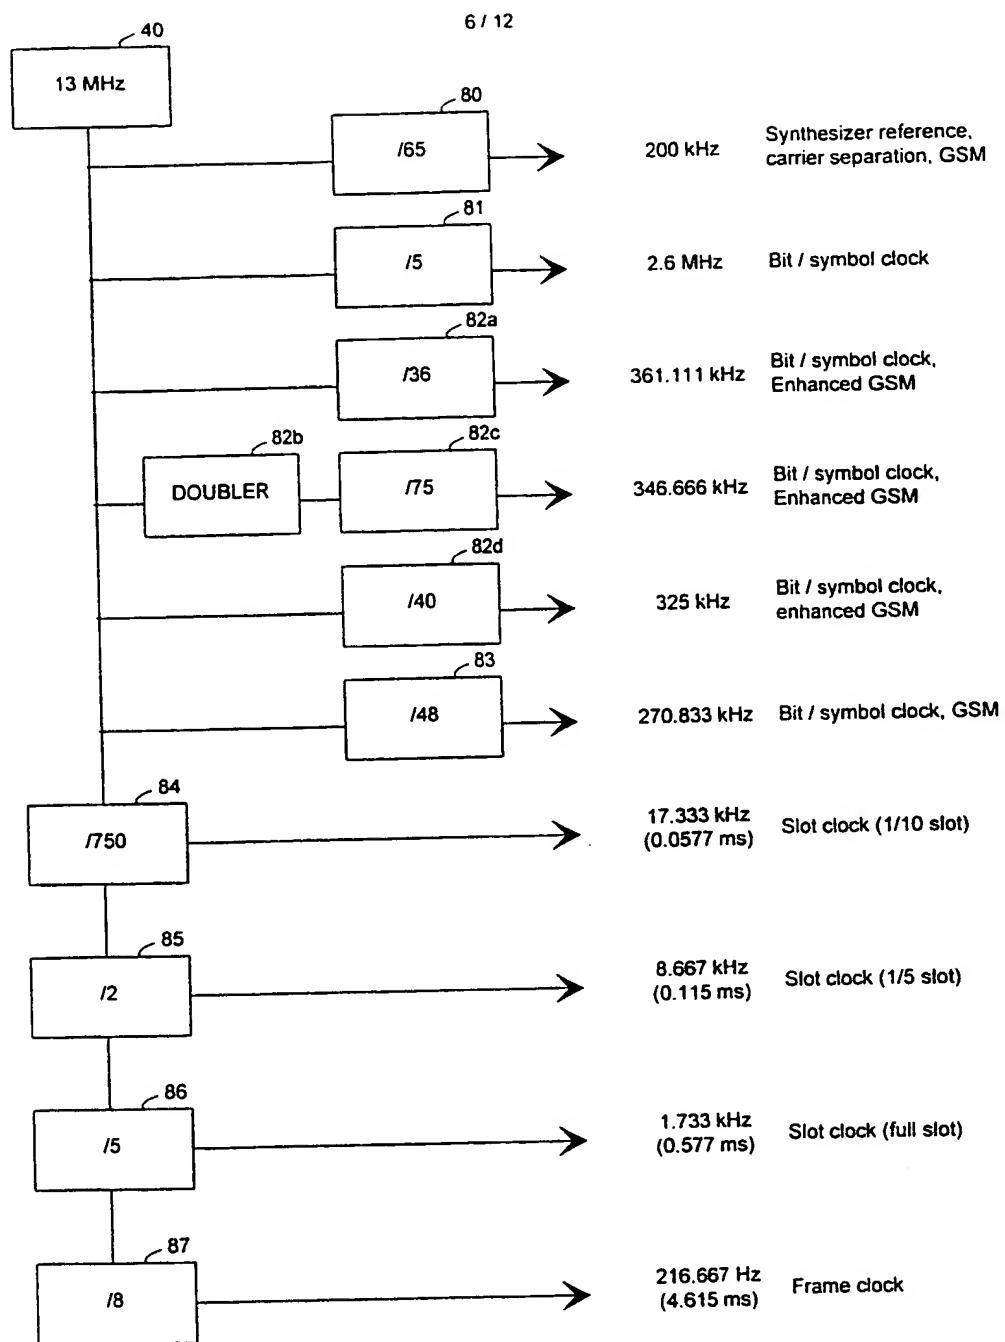 6 / 12
40
13 MHz
80
/65
200 kHz
Synthesizer reference,
carrier separation, GSM
81
/5
2.6 MHz
Bit / symbol clock
82a
/36
361.111 kHz
Bit / symbol clock,
Enhanced GSM
82b
DOUBLER
82c
/75
346.666 kHz
Bit / symbol clock,
Enhanced GSM
82d
/40
325 kHz
Bit / symbol clock,
enhanced GSM
83
/48
270.833 kHz
Bit / symbol clock, GSM
84
/750
17.333 kHz
(0.0577 ms)
Slot clock (1/10 slot)
85
/2
8.667 kHz
(0.115 ms)
Slot clock (1/5 slot)
86
/5
1.733 kHz
(0.577 ms)
Slot clock (full slot)
87
/8
216.667 Hz
(4.615 ms)
Frame clock